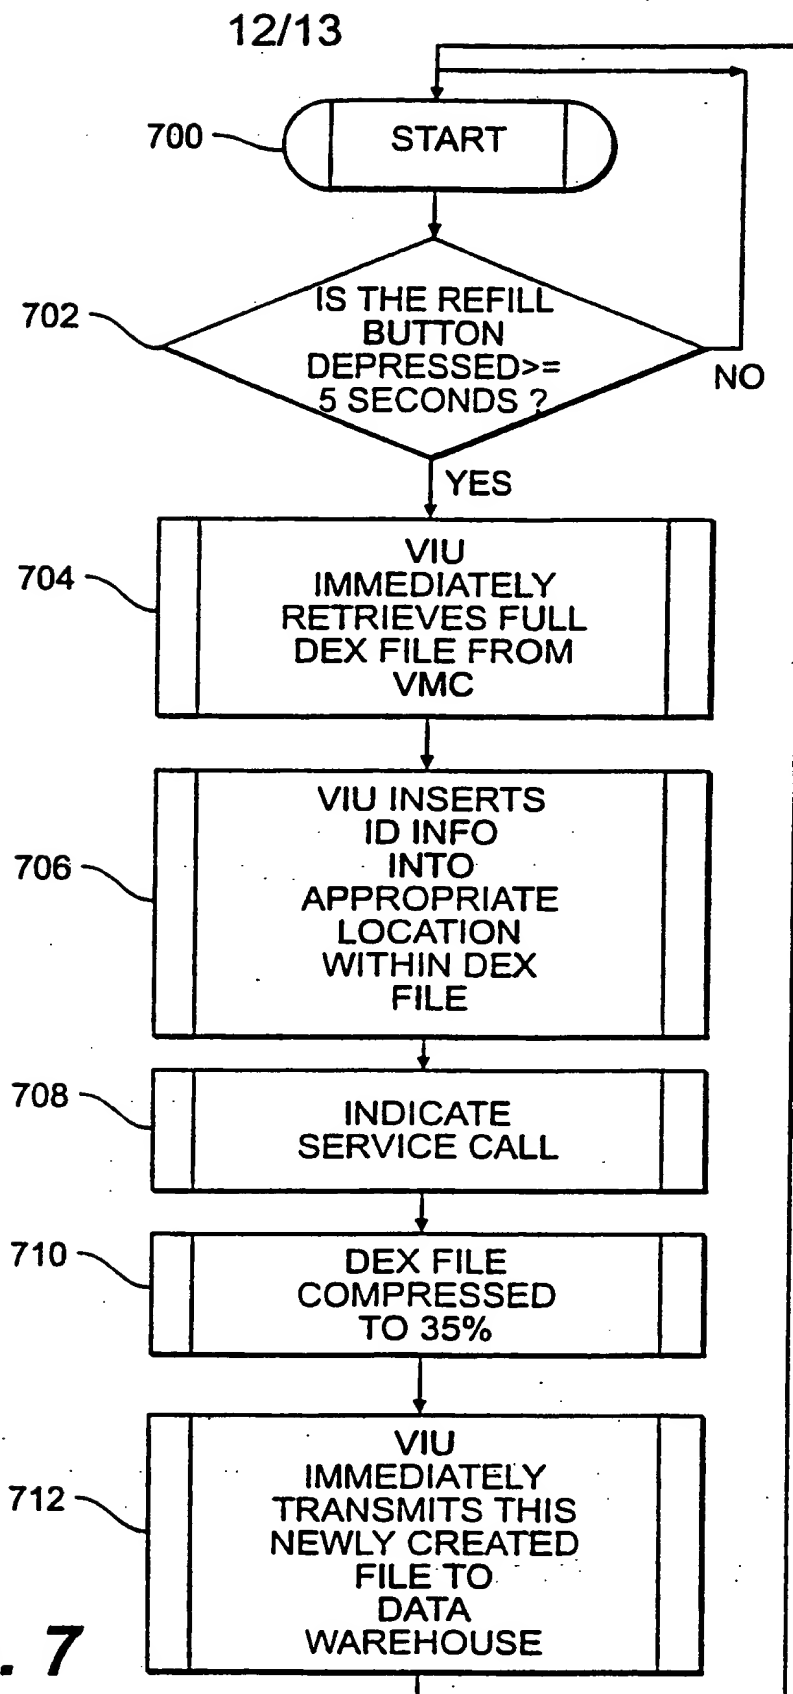 12/13
700
START
702
IS THE REFILL
BUTTON
DEPRESSED>=
5 SECONDS ?
NO
YES
704
VIU
IMMEDIATELY
RETRIEVES FULL
DEX FILE FROM
VMC
706
VIU INSERTS
ID INFO
INTO
APPROPRIATE
LOCATION
WITHIN DEX
FILE
708
INDICATE
SERVICE CALL
710
DEX FILE
COMPRESSED
TO 35%
712
VIU
IMMEDIATELY
TRANSMITS THIS
NEWLY CREATED
FILE TO
DATA
WAREHOUSE
. 7